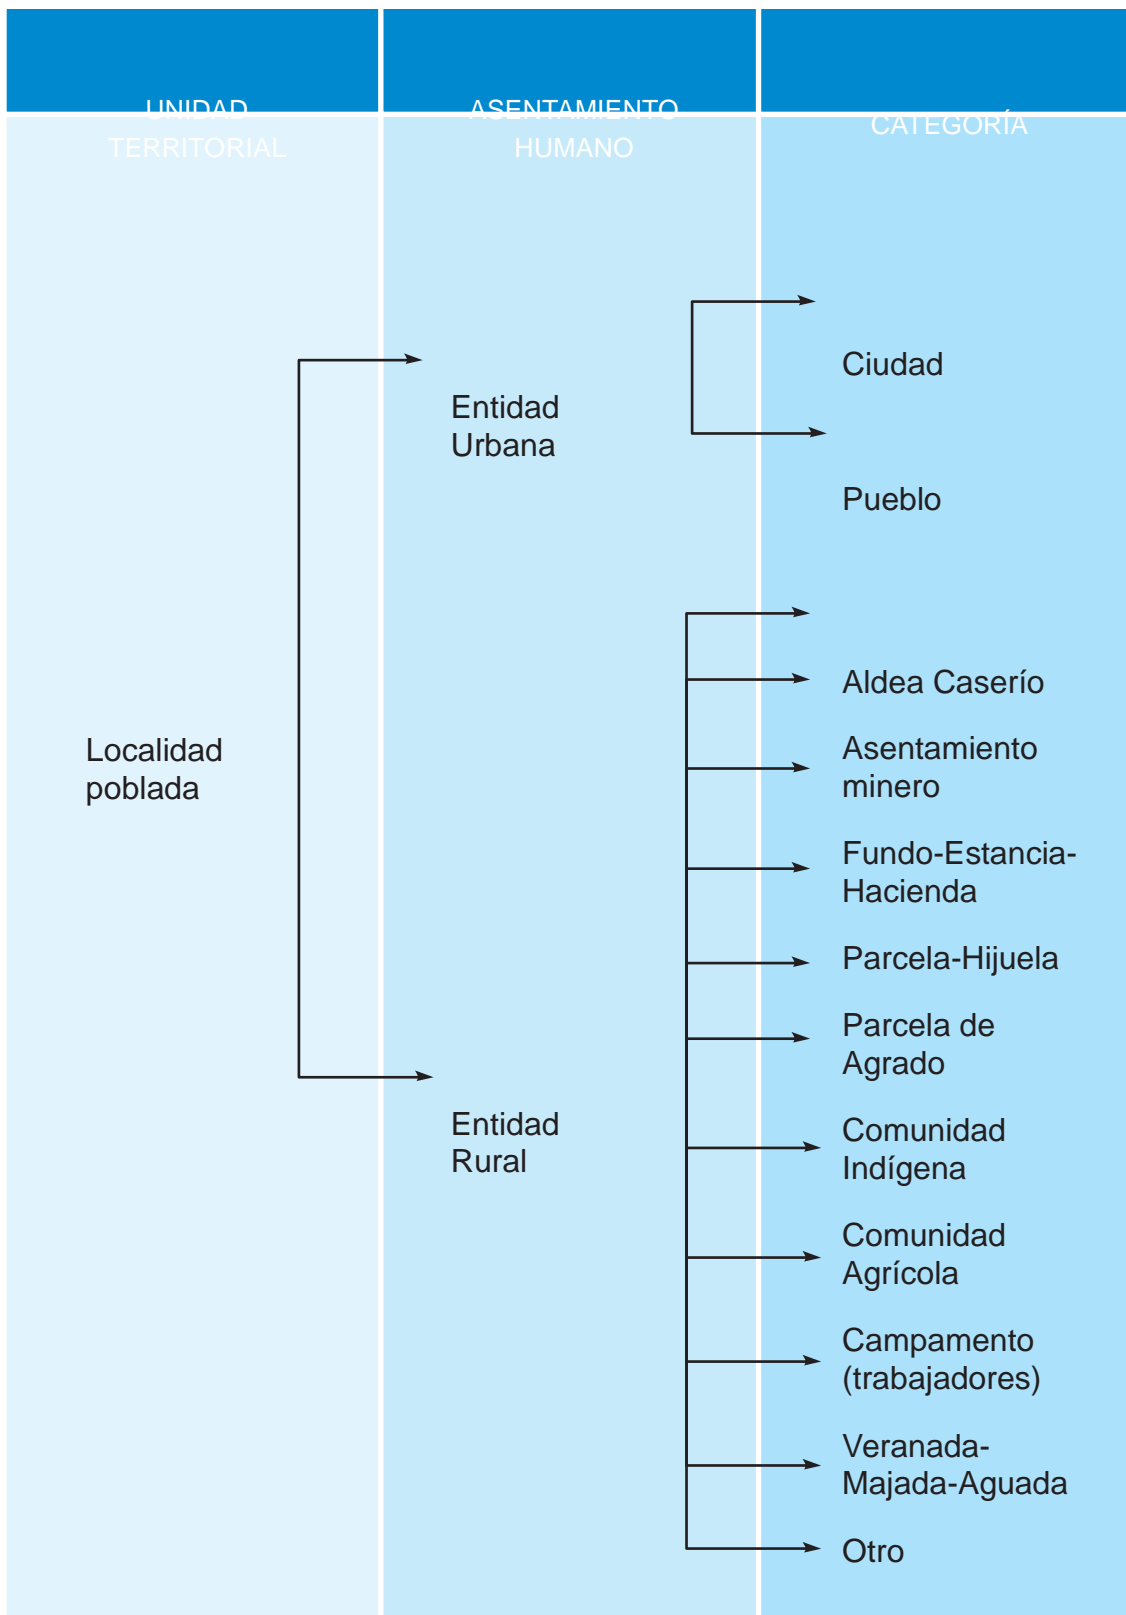 UNIDAD
TERRITORIAL
ASENTAMIENTO
HUMANO
CATEGORÍA
Localidad
poblada
Entidad
Urbana
Entidad
Rural
Ciudad
Pueblo
Aldea Caserío
Asentamiento
minero
Fundo-Estancia-
Hacienda
Parcela-Hijuela
Parcela de
Agrado
Comunidad
Indígena
Comunidad
Agrícola
Campamento
(trabajadores)
Veranada-
Majada-Aguada
Otro